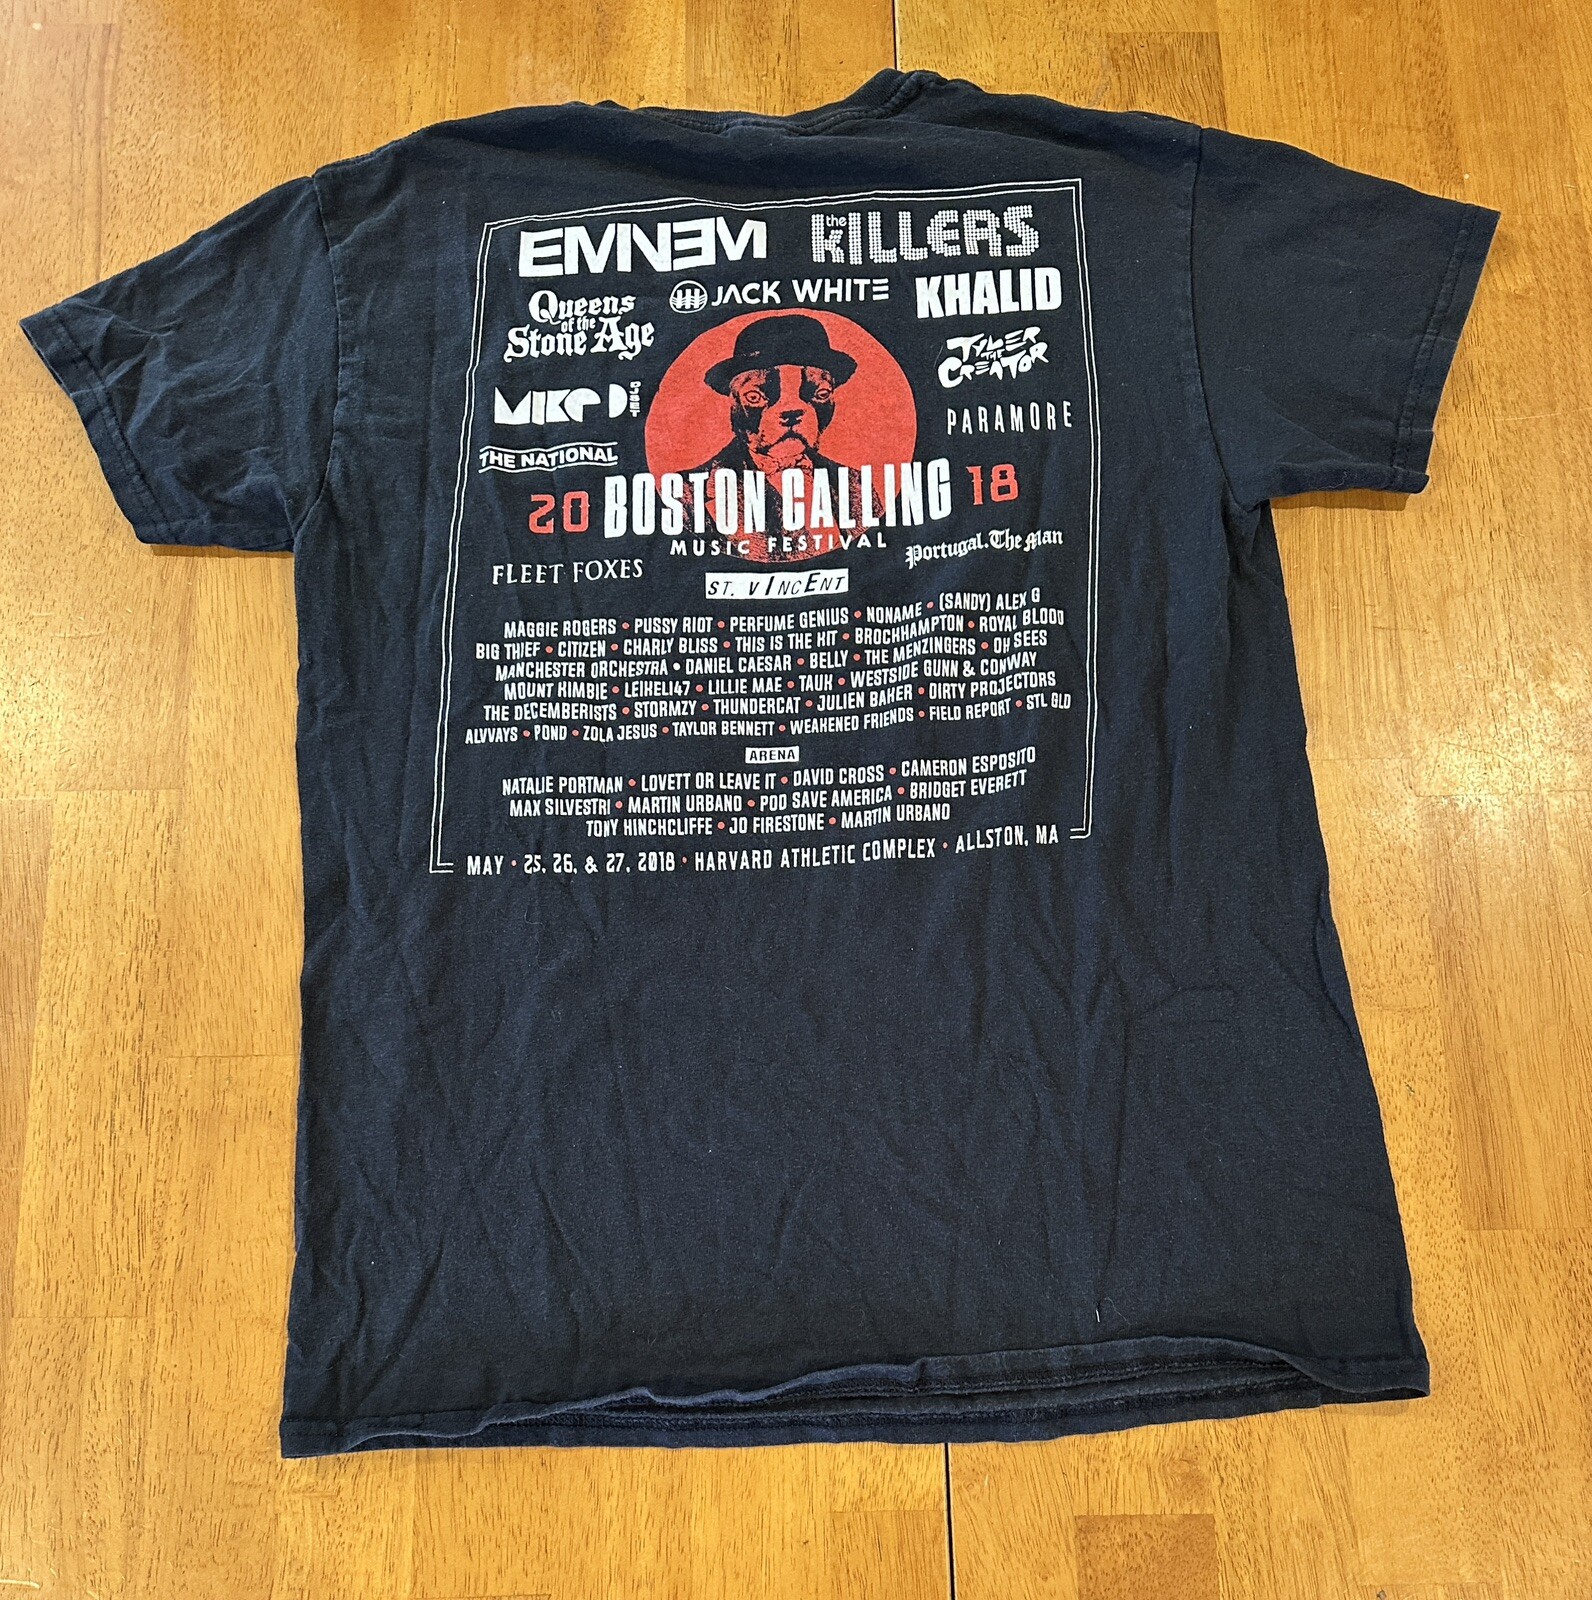 EMINEM the KILLERS
Queens of the Stone Age JACK WHITE KHALID
TYLER THE CREATOR
MIKE D DJ SET PARAMORE
THE NATIONAL
20 BOSTON CALLING 18
MUSIC FESTIVAL
FLEET FOXES ST. VINCENT Portugal. The Man
MAGGIE ROGERS • PUSSY RIOT • PERFUME GENIUS • NONAME • (SANDY) ALEX G
BIG THIEF • CITIZEN • CHARLY BLISS • THIS IS THE KIT • BROCKHAMPTON • ROYAL BLOOD
MANCHESTER ORCHESTRA • DANIEL CAESAR • BELLY • THE MENZINGERS • OH SEES
MOUNT KIMBIE • LEIKELI47 • LILLIE MAE • TAUK • WESTSIDE GUNN & CONWAY
THE DECEMBERISTS • STORMZY • THUNDERCAT • JULIEN BAKER • DIRTY PROJECTORS
ALVVAYS • POND • ZOLA JESUS • TAYLOR BENNETT • WEAKENED FRIENDS • FIELD REPORT • STL GLD
ARENA
NATALIE PORTMAN • LOVETT OR LEAVE IT • DAVID CROSS • CAMERON ESPOSITO
MAX SILVESTRI • MARTIN URBANO • POD SAVE AMERICA • BRIDGET EVERETT
TONY HINCHCLIFFE • JO FIRESTONE • MARTIN URBANO
MAY • 25, 26, & 27, 2018 • HARVARD ATHLETIC COMPLEX • ALLSTON, MA